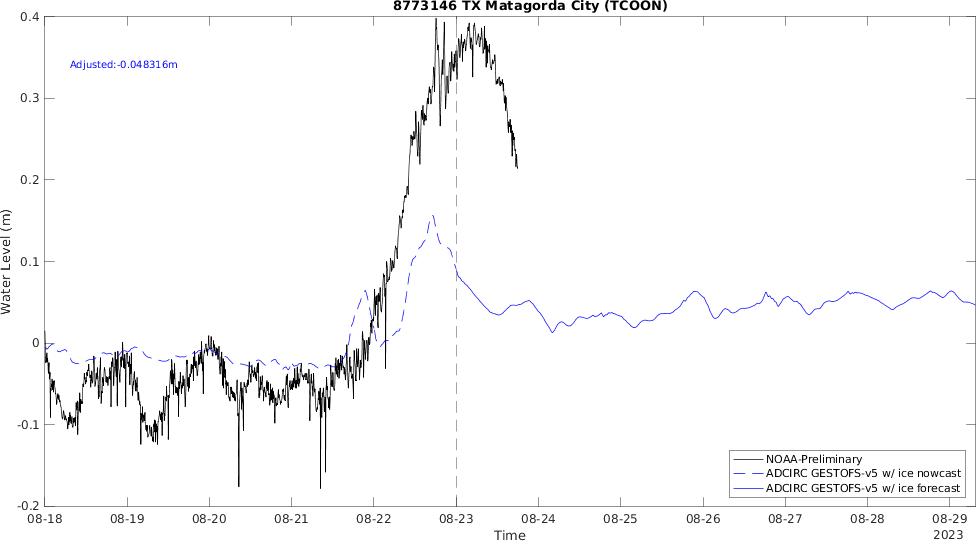 8773146 TX Matagorda City (TCOON)
Adjusted:-0.048316m
0.4
0.3
0.2
0.1
0
-0.1
-0.2
Water Level (m)
NOAA-Preliminary
ADCIRC GESTOFS-v5 w/ ice nowcast
ADCIRC GESTOFS-v5 w/ ice forecast
08-18 08-19 08-20 08-21 08-22 08-23 08-24 08-25 08-26 08-27 08-28 08-29
Time
2023